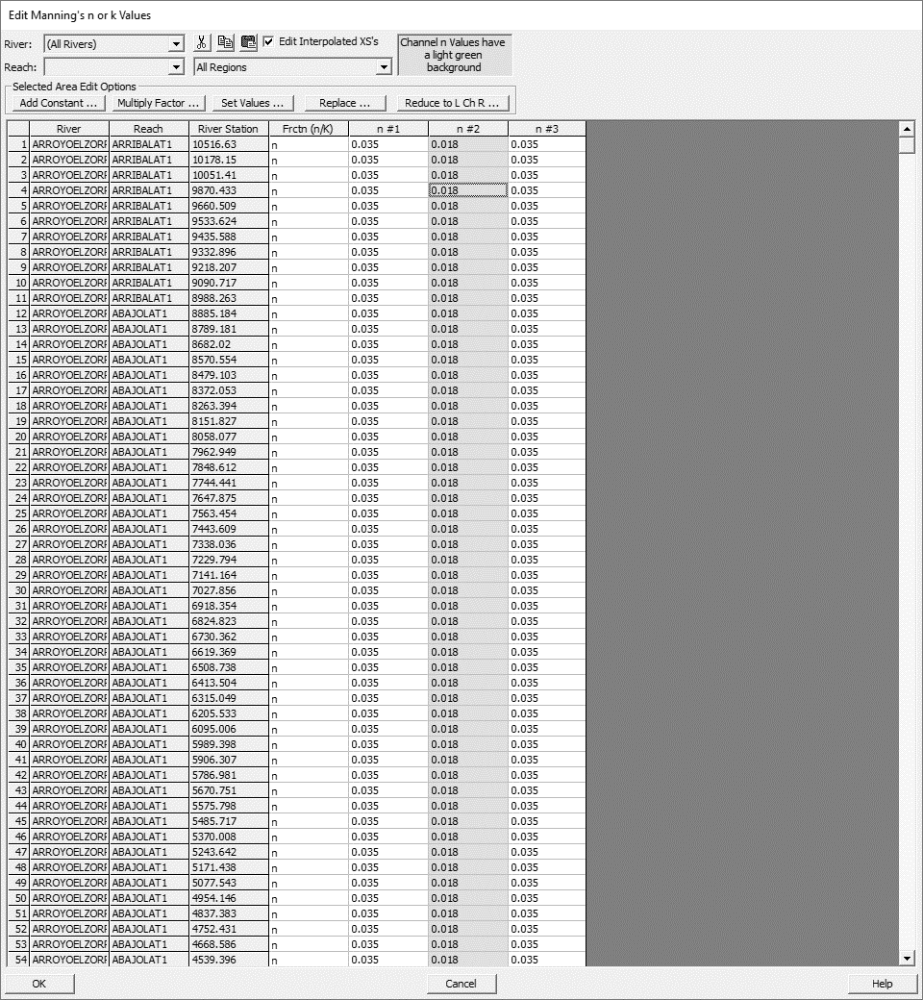 Edit Manning's n or k Values
River: (All Rivers) Edit Interpolated XS's
Channel n Values have
a light green
background
Reach: All Regions
Selected Area Edit Options
Add Constant ... Multiply Factor ... Set Values ... Replace ... Reduce to L Ch R ...
River Reach River Station Frctn (n/K) n #1 n #2 n #3
1 ARROYOELZORF ARRIBALAT1 10516.63 n 0.035 0.018 0.035
2 ARROYOELZORF ARRIBALAT1 10178.15 n 0.035 0.018 0.035
3 ARROYOELZORF ARRIBALAT1 10051.41 n 0.035 0.018 0.035
4 ARROYOELZORF ARRIBALAT1 9870.433 n 0.035 0.018 0.035
5 ARROYOELZORF ARRIBALAT1 9660.509 n 0.035 0.018 0.035
6 ARROYOELZORF ARRIBALAT1 9533.624 n 0.035 0.018 0.035
7 ARROYOELZORF ARRIBALAT1 9435.588 n 0.035 0.018 0.035
8 ARROYOELZORF ARRIBALAT1 9332.896 n 0.035 0.018 0.035
9 ARROYOELZORF ARRIBALAT1 9218.207 n 0.035 0.018 0.035
10 ARROYOELZORF ARRIBALAT1 9090.717 n 0.035 0.018 0.035
11 ARROYOELZORF ARRIBALAT1 8988.263 n 0.035 0.018 0.035
12 ARROYOELZORF ABAJOLAT1 8885.184 n 0.035 0.018 0.035
13 ARROYOELZORF ABAJOLAT1 8789.181 n 0.035 0.018 0.035
14 ARROYOELZORF ABAJOLAT1 8682.02 n 0.035 0.018 0.035
15 ARROYOELZORF ABAJOLAT1 8570.554 n 0.035 0.018 0.035
16 ARROYOELZORF ABAJOLAT1 8479.103 n 0.035 0.018 0.035
17 ARROYOELZORF ABAJOLAT1 8372.053 n 0.035 0.018 0.035
18 ARROYOELZORF ABAJOLAT1 8263.394 n 0.035 0.018 0.035
19 ARROYOELZORF ABAJOLAT1 8151.827 n 0.035 0.018 0.035
20 ARROYOELZORF ABAJOLAT1 8058.077 n 0.035 0.018 0.035
21 ARROYOELZORF ABAJOLAT1 7962.949 n 0.035 0.018 0.035
22 ARROYOELZORF ABAJOLAT1 7848.612 n 0.035 0.018 0.035
23 ARROYOELZORF ABAJOLAT1 7744.441 n 0.035 0.018 0.035
24 ARROYOELZORF ABAJOLAT1 7647.875 n 0.035 0.018 0.035
25 ARROYOELZORF ABAJOLAT1 7563.454 n 0.035 0.018 0.035
26 ARROYOELZORF ABAJOLAT1 7443.609 n 0.035 0.018 0.035
27 ARROYOELZORF ABAJOLAT1 7338.036 n 0.035 0.018 0.035
28 ARROYOELZORF ABAJOLAT1 7229.794 n 0.035 0.018 0.035
29 ARROYOELZORF ABAJOLAT1 7141.164 n 0.035 0.018 0.035
30 ARROYOELZORF ABAJOLAT1 7027.856 n 0.035 0.018 0.035
31 ARROYOELZORF ABAJOLAT1 6918.354 n 0.035 0.018 0.035
32 ARROYOELZORF ABAJOLAT1 6824.823 n 0.035 0.018 0.035
33 ARROYOELZORF ABAJOLAT1 6730.362 n 0.035 0.018 0.035
34 ARROYOELZORF ABAJOLAT1 6619.369 n 0.035 0.018 0.035
35 ARROYOELZORF ABAJOLAT1 6508.738 n 0.035 0.018 0.035
36 ARROYOELZORF ABAJOLAT1 6413.504 n 0.035 0.018 0.035
37 ARROYOELZORF ABAJOLAT1 6315.049 n 0.035 0.018 0.035
38 ARROYOELZORF ABAJOLAT1 6205.533 n 0.035 0.018 0.035
39 ARROYOELZORF ABAJOLAT1 6095.006 n 0.035 0.018 0.035
40 ARROYOELZORF ABAJOLAT1 5989.398 n 0.035 0.018 0.035
41 ARROYOELZORF ABAJOLAT1 5906.307 n 0.035 0.018 0.035
42 ARROYOELZORF ABAJOLAT1 5786.981 n 0.035 0.018 0.035
43 ARROYOELZORF ABAJOLAT1 5670.751 n 0.035 0.018 0.035
44 ARROYOELZORF ABAJOLAT1 5575.798 n 0.035 0.018 0.035
45 ARROYOELZORF ABAJOLAT1 5485.717 n 0.035 0.018 0.035
46 ARROYOELZORF ABAJOLAT1 5370.008 n 0.035 0.018 0.035
47 ARROYOELZORF ABAJOLAT1 5243.642 n 0.035 0.018 0.035
48 ARROYOELZORF ABAJOLAT1 5171.438 n 0.035 0.018 0.035
49 ARROYOELZORF ABAJOLAT1 5077.543 n 0.035 0.018 0.035
50 ARROYOELZORF ABAJOLAT1 4954.146 n 0.035 0.018 0.035
51 ARROYOELZORF ABAJOLAT1 4837.383 n 0.035 0.018 0.035
52 ARROYOELZORF ABAJOLAT1 4752.431 n 0.035 0.018 0.035
53 ARROYOELZORF ABAJOLAT1 4668.586 n 0.035 0.018 0.035
54 ARROYOELZORF ABAJOLAT1 4539.396 n 0.035 0.018 0.035
OK Cancel Help